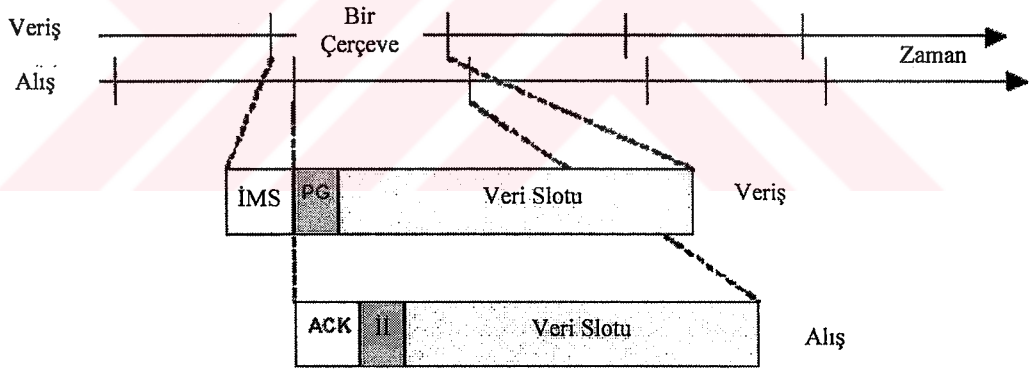 Veriş
Bir
Çerçeve
Zaman
Alış
İMS
PG
Veri Slotu
Veriş
ACK
İİ
Veri Slotu
Alış